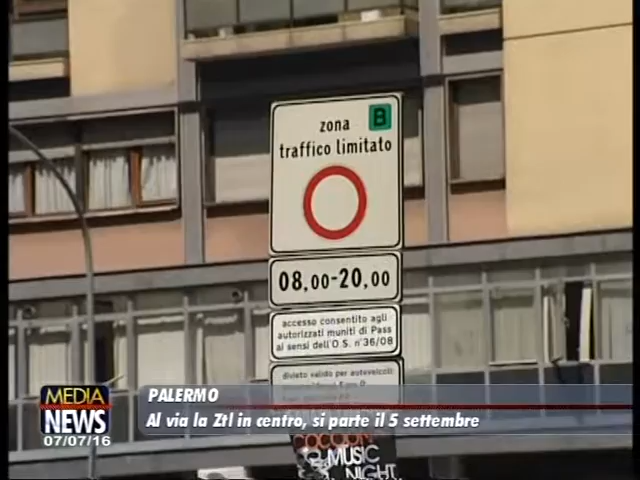 B
zona
traffico limitato
08,00-20,00
accesso consentito agli
autorizzati muniti di Pass
ai sensi dell'O.S. n°36/08
divieto valido per autoveicoli
MEDIA
NEWS
07/07/16
PALERMO
Al via la Ztl in centro, si parte il 5 settembre
MUSIC
NIGHT